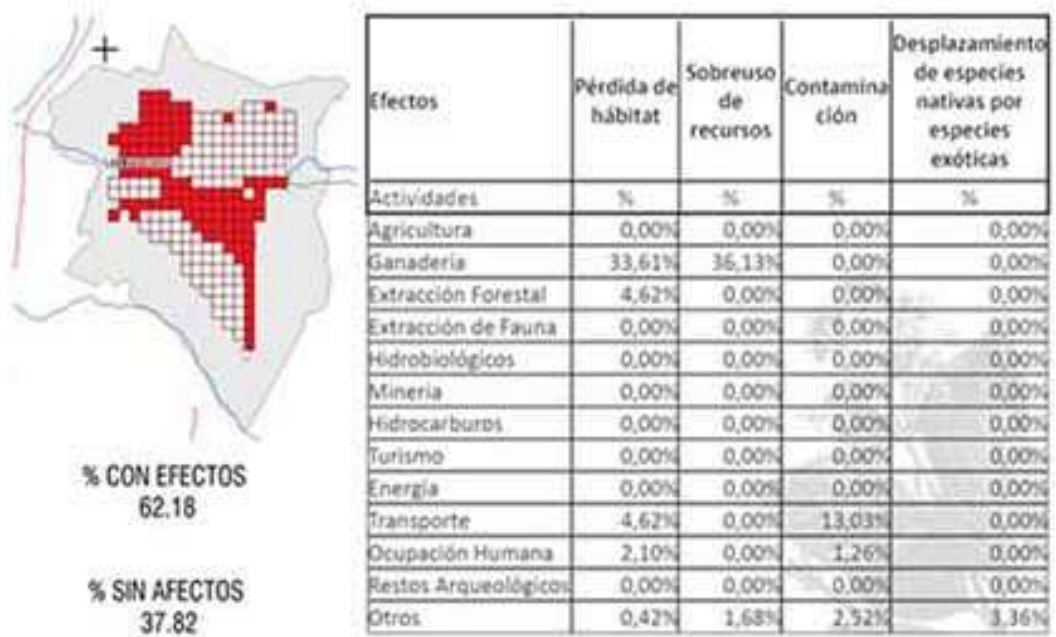 Efectos Pérdida de hábitat Sobreuso de recursos Contamina ción Desplazamiento de especies nativas por especies exóticas
Actividades % % % %
Agricultura 0,00% 0,00% 0,00% 0,00%
Ganaderia 33,61% 36,13% 0,00% 0,00%
Extracción Forestal 4,62% 0,00% 0,00% 0,00%
Extracción de Fauna 0,00% 0,00% 0,00% 0,00%
Hidrobiológicos 0,00% 0,00% 0,00% 0,00%
Mineria 0,00% 0,00% 0,00% 0,00%
Hidrocarburos 0,00% 0,00% 0,00% 0,00%
Turismo 0,00% 0,00% 0,00% 0,00%
Energia 0,00% 0,00% 0,00% 0,00%
Transporte 4,62% 0,00% 13,03% 0,00%
Ocupación Humana 2,10% 0,00% 1,26% 0,00%
Restos Arqueológicos 0,00% 0,00% 0,00% 0,00%
Otros 0,42% 1,68% 2,52% 3,36%
% CON EFECTOS
62.18
% SIN AFECTOS
37.82